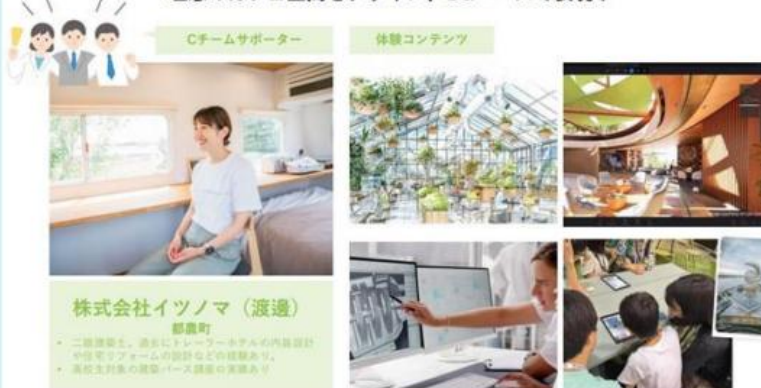 Cチームサポーター
体験コンテンツ
株式会社イツノマ（渡邉）
都農町
• 二級建築士。過去にトレーラーホテルの内装設計
や住宅リフォームの設計などの経験あり。
• 高校生対象の建築パース講座の実績あり